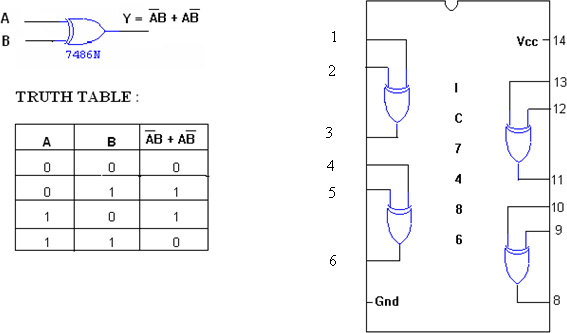 A
B
Y = A̅B + AB̅
7486N
TRUTH TABLE :
A B A̅B + AB̅
0 0 0
0 1 1
1 0 1
1 1 0
1
2
3
4
5
6
Gnd
I
C
7
4
8
6
Vcc 14
13
12
11
10
9
8